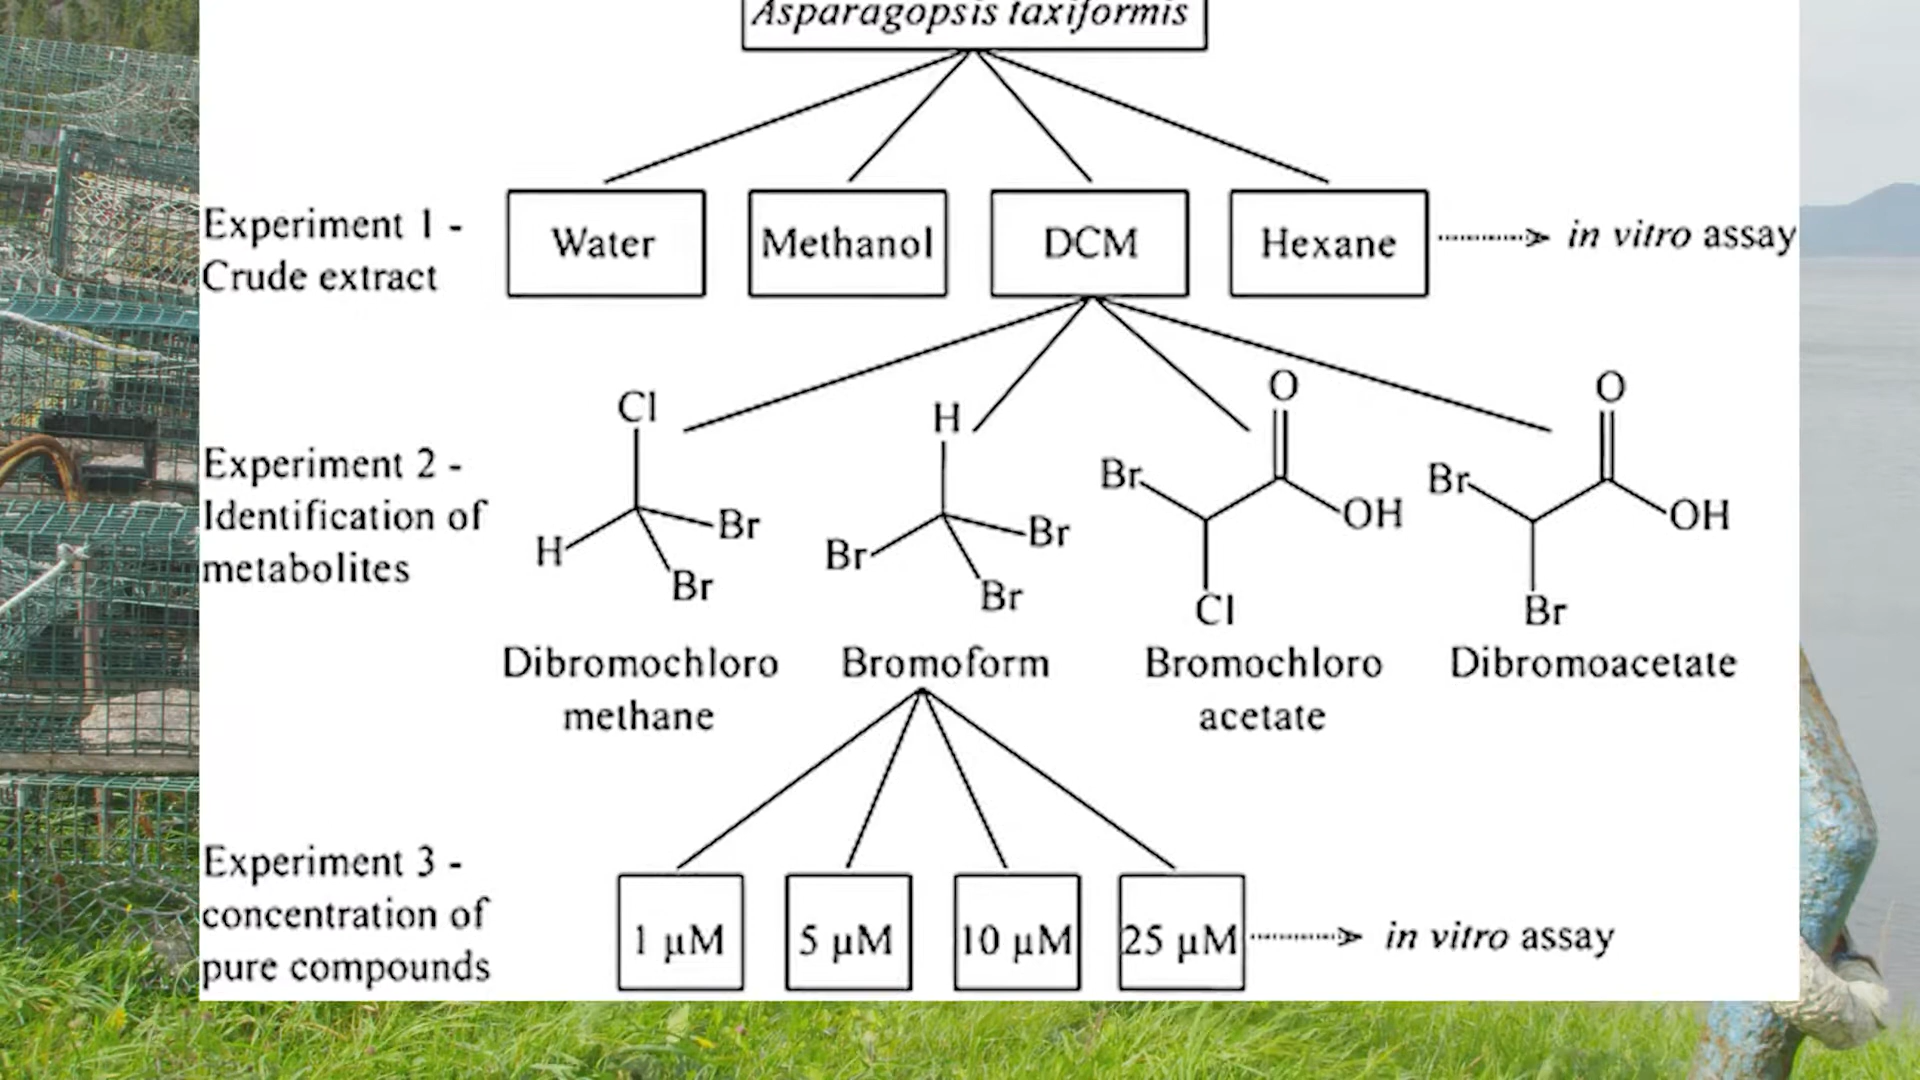 Asparagopsis taxiformis
Experiment 1 -
Crude extract
Water
Methanol
DCM
Hexane
in vitro assay
Cl
H
Br
Br
H
Br
Br
Br
O
Br
OH
Cl
O
Br
OH
Br
Experiment 2 -
Identification of
metabolites
Dibromochloro
methane
Bromoform
Bromochloro
acetate
Dibromoacetate
Experiment 3 -
concentration of
pure compounds
1 µM
5 µM
10 µM
25 µM
in vitro assay